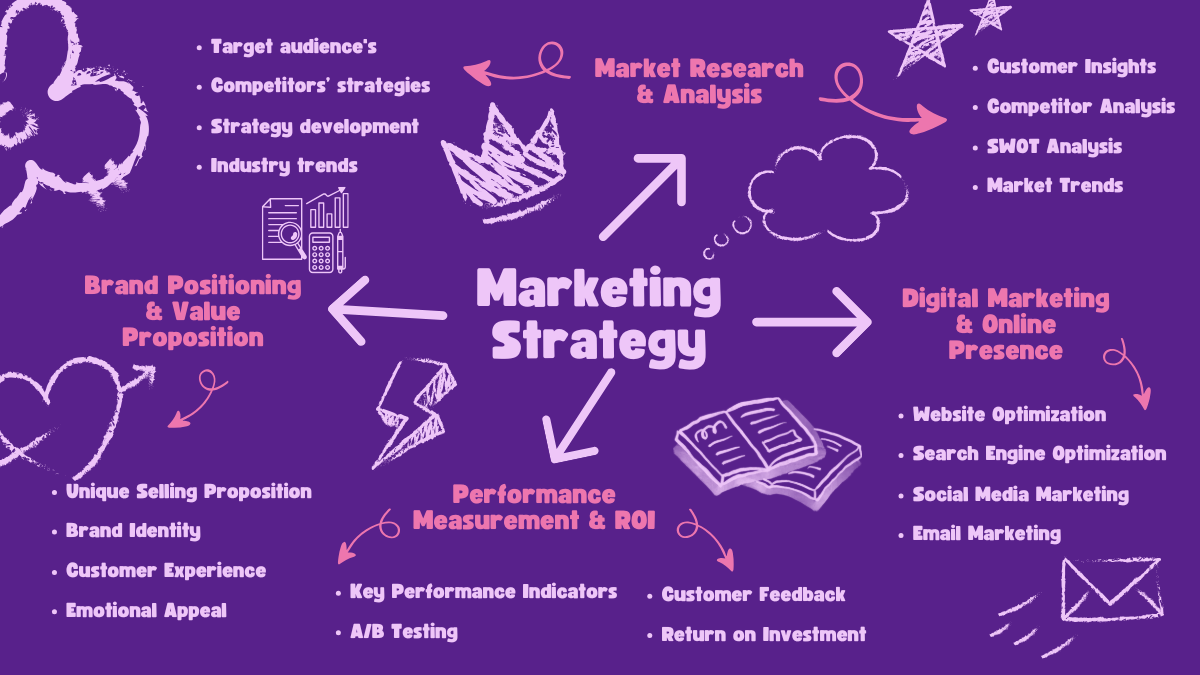 Marketing
Strategy
Market Research
& Analysis
Target audience's
Competitors' strategies
Strategy development
Industry trends
Customer Insights
Competitor Analysis
SWOT Analysis
Market Trends
Brand Positioning
& Value
Proposition
Unique Selling Proposition
Brand Identity
Customer Experience
Emotional Appeal
Digital Marketing
& Online
Presence
Website Optimization
Search Engine Optimization
Social Media Marketing
Email Marketing
Performance
Measurement & ROI
Key Performance Indicators
A/B Testing
Customer Feedback
Return on Investment